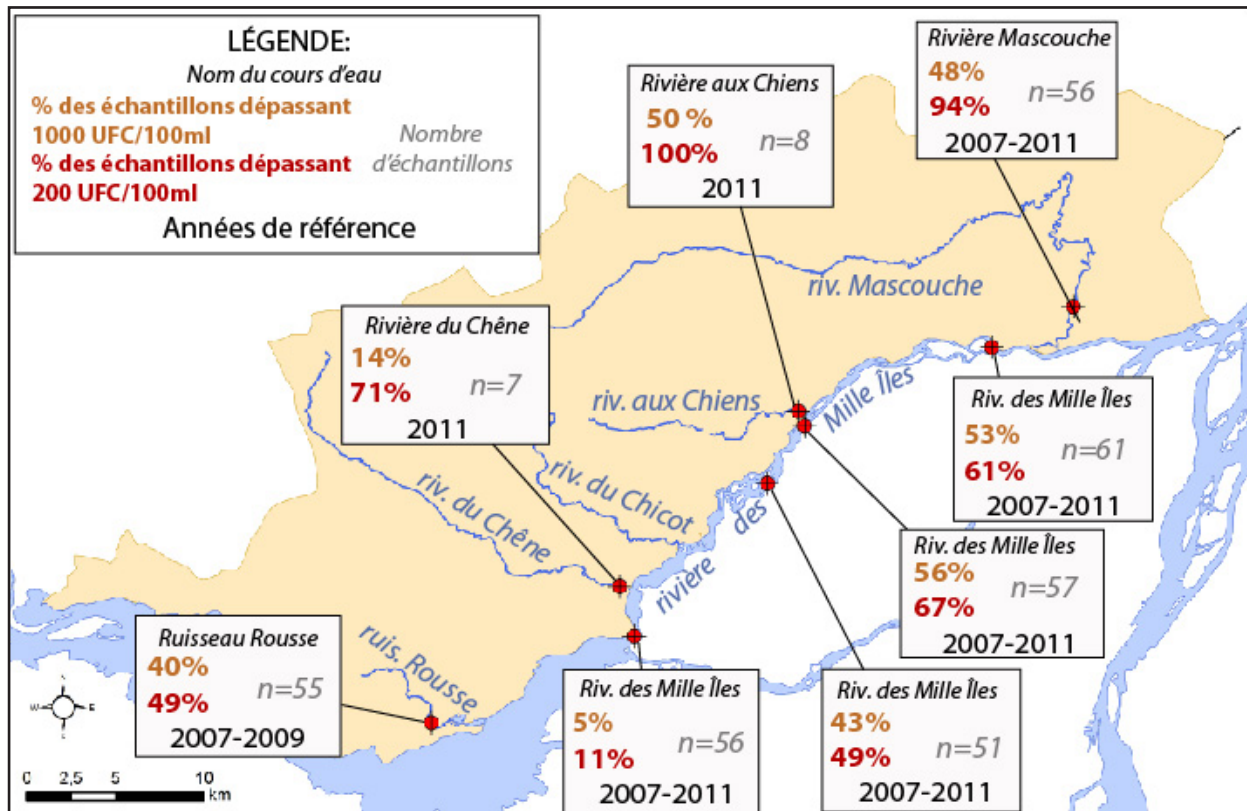 LÉGENDE:
Nom du cours d'eau
% des échantillons dépassant
1000 UFC/100ml
% des échantillons dépassant
200 UFC/100ml
Nombre
d'échantillons
Années de référence
Rivière aux Chiens
50 %
100%
n=8
2011
Rivière Mascouche
48%
94%
n=56
2007-2011
riv. Mascouche
Rivière du Chêne
14%
71%
n=7
2011
riv. aux Chiens
riv. du Chicot
riv. du Chêne
rivière des Mille Îles
Riv. des Mille Îles
53%
61%
n=61
2007-2011
Riv. des Mille Îles
56%
67%
n=57
2007-2011
Ruisseau Rousse
40%
49%
n=55
2007-2009
ruis. Rousse
Riv. des Mille Îles
5%
11%
n=56
2007-2011
Riv. des Mille Îles
43%
49%
n=51
2007-2011
W E
0 2,5 5 10
km